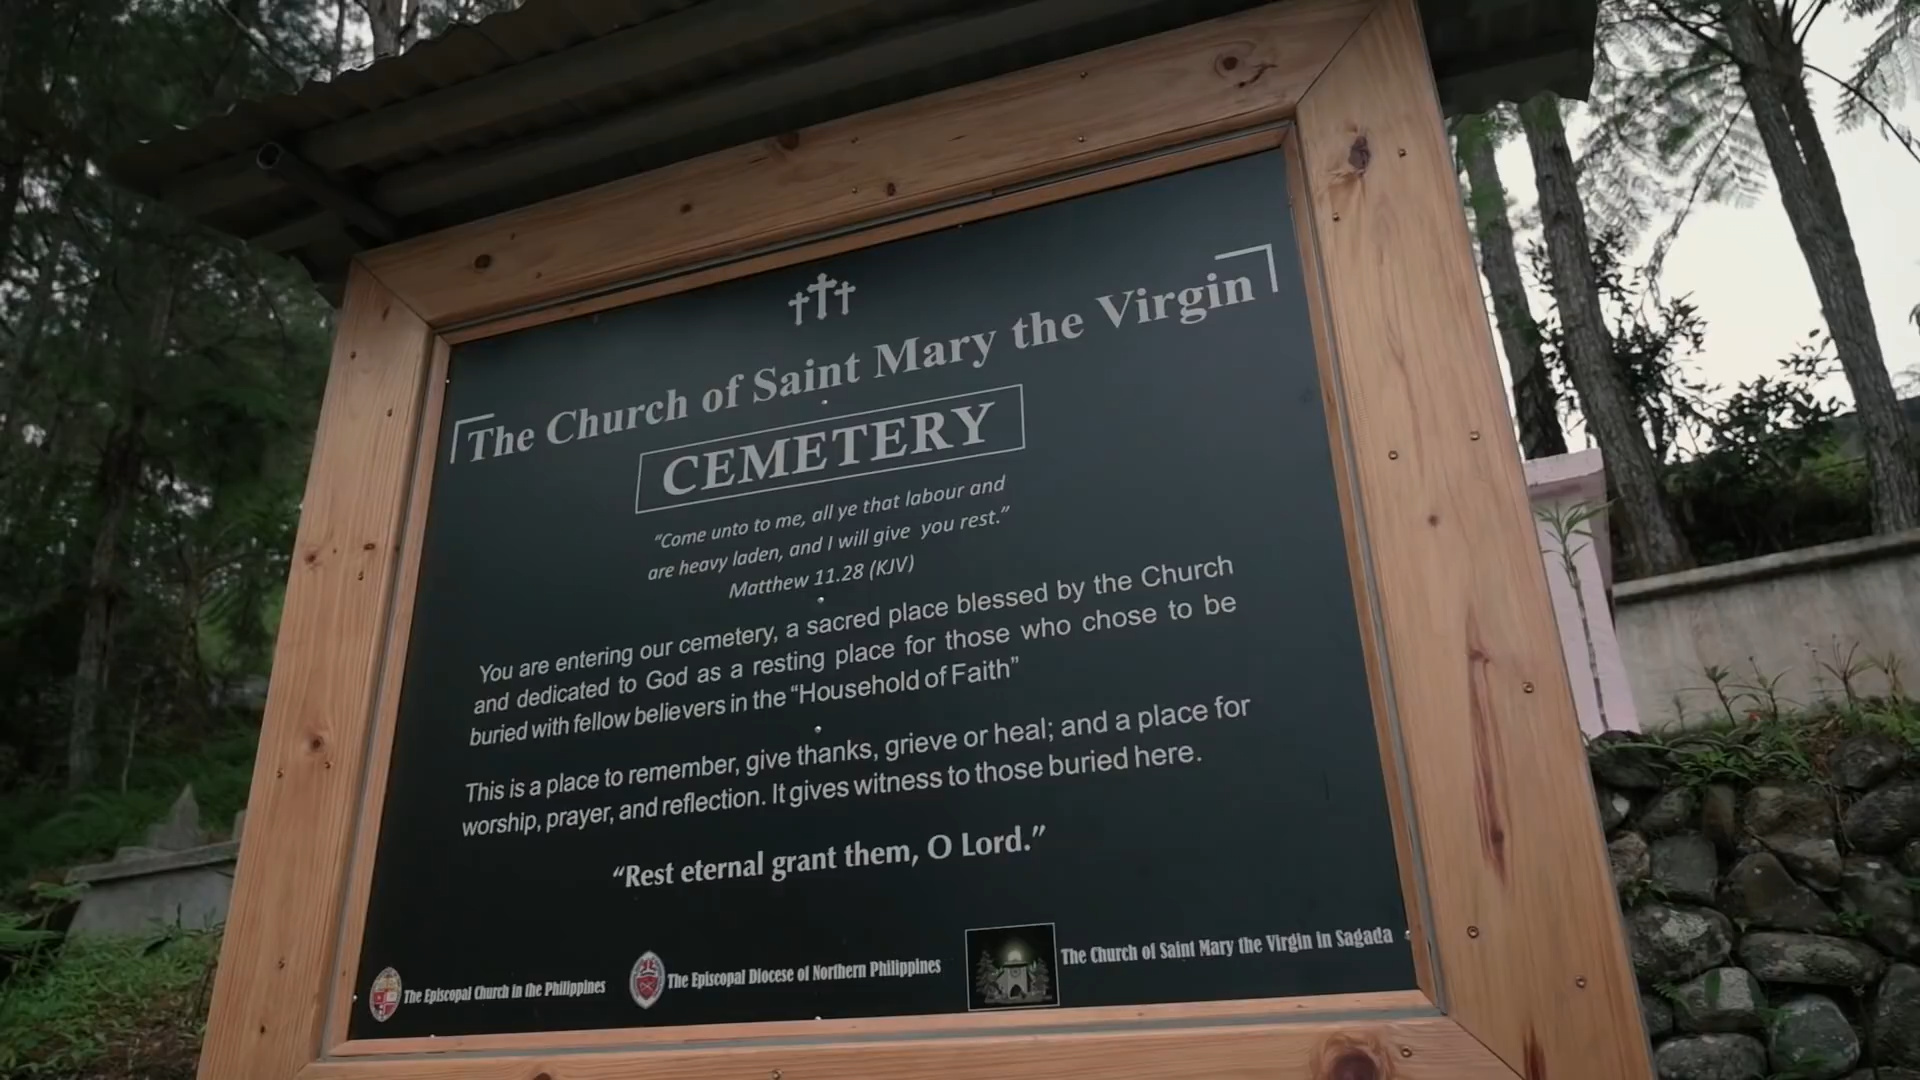 The Church of Saint Mary the Virgin
CEMETERY
“Come unto to me, all ye that labour and
are heavy laden, and I will give you rest.”
Matthew 11.28 (KJV)
You are entering our cemetery, a sacred place blessed by the Church
and dedicated to God as a resting place for those who chose to be
buried with fellow believers in the “Household of Faith”
This is a place to remember, give thanks, grieve or heal; and a place for
worship, prayer, and reflection. It gives witness to those buried here.
“Rest eternal grant them, O Lord.”
The Episcopal Church in the Philippines
The Episcopal Diocese of Northern Philippines
The Church of Saint Mary the Virgin in Sagada